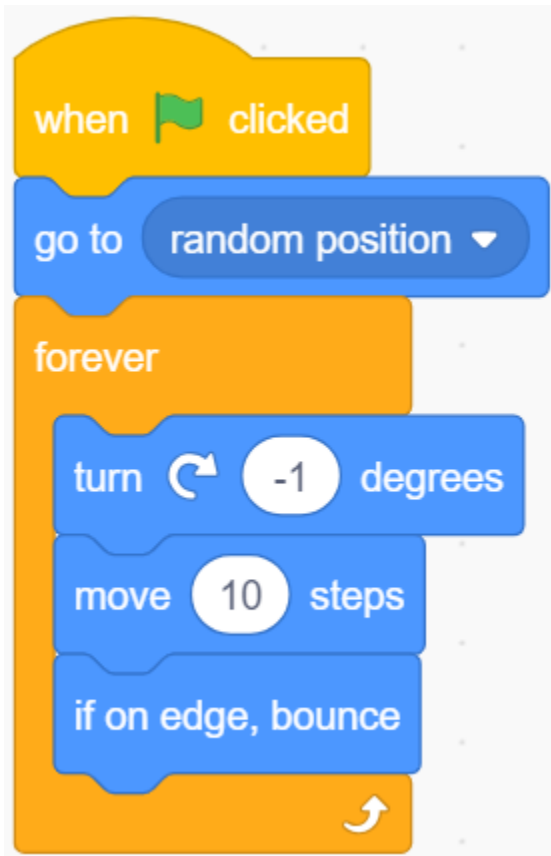 when clicked
go to random position
forever
turn -1 degrees
move 10 steps
if on edge, bounce